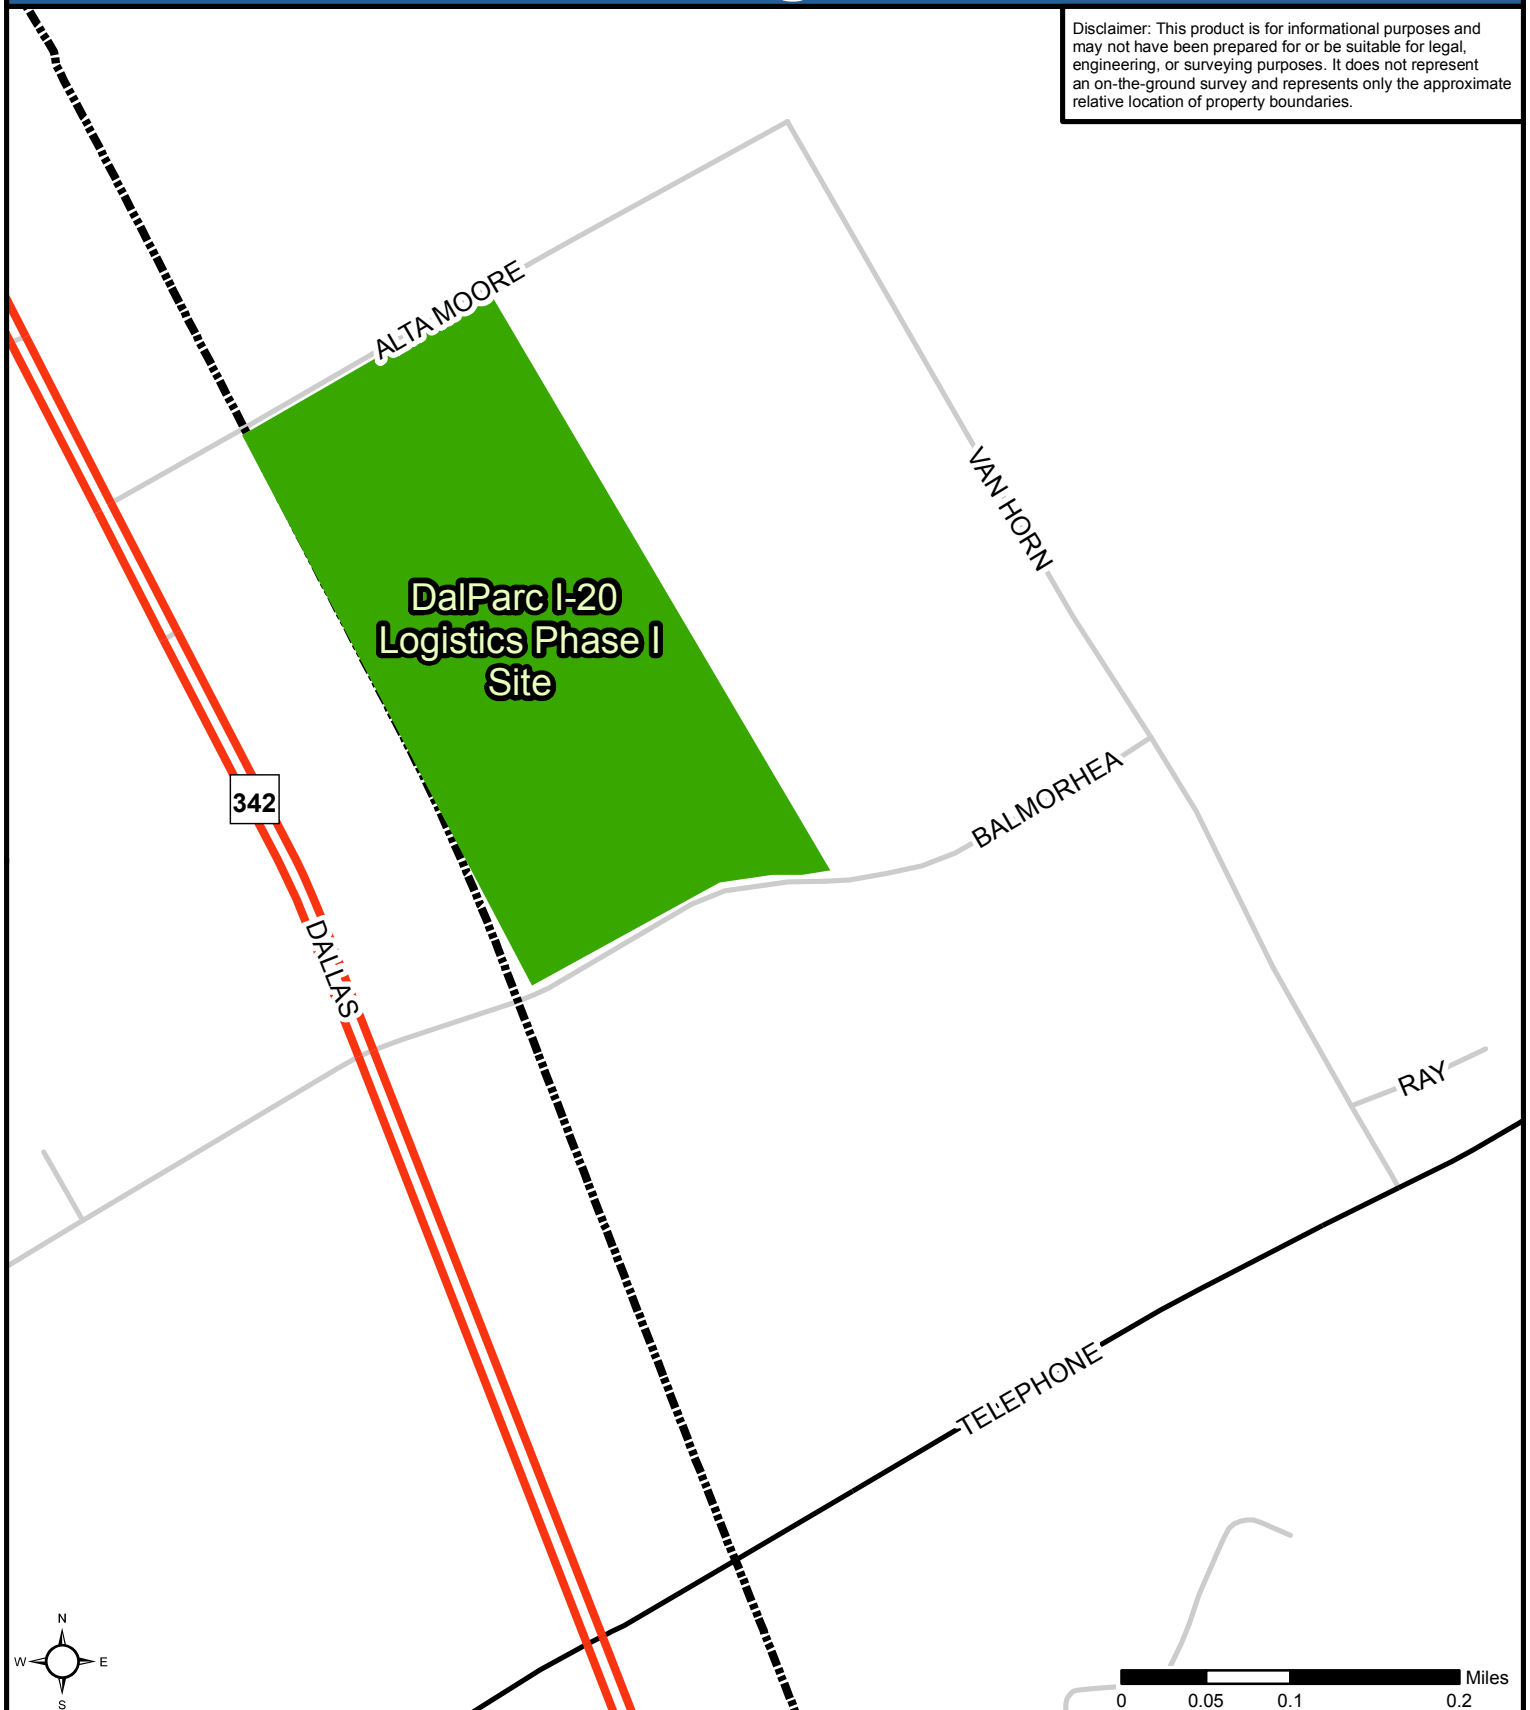 Disclaimer: This product is for informational purposes and
may not have been prepared for or be suitable for legal,
engineering, or surveying purposes. It does not represent
an on-the-ground survey and represents only the approximate
relative location of property boundaries.
ALTA MOORE
VAN HORN
DalParc I-20
Logistics Phase I
Site
342
BALMORHEA
DALLAS
RAY
TELEPHONE
N
W E
S
Miles
0 0.05 0.1 0.2